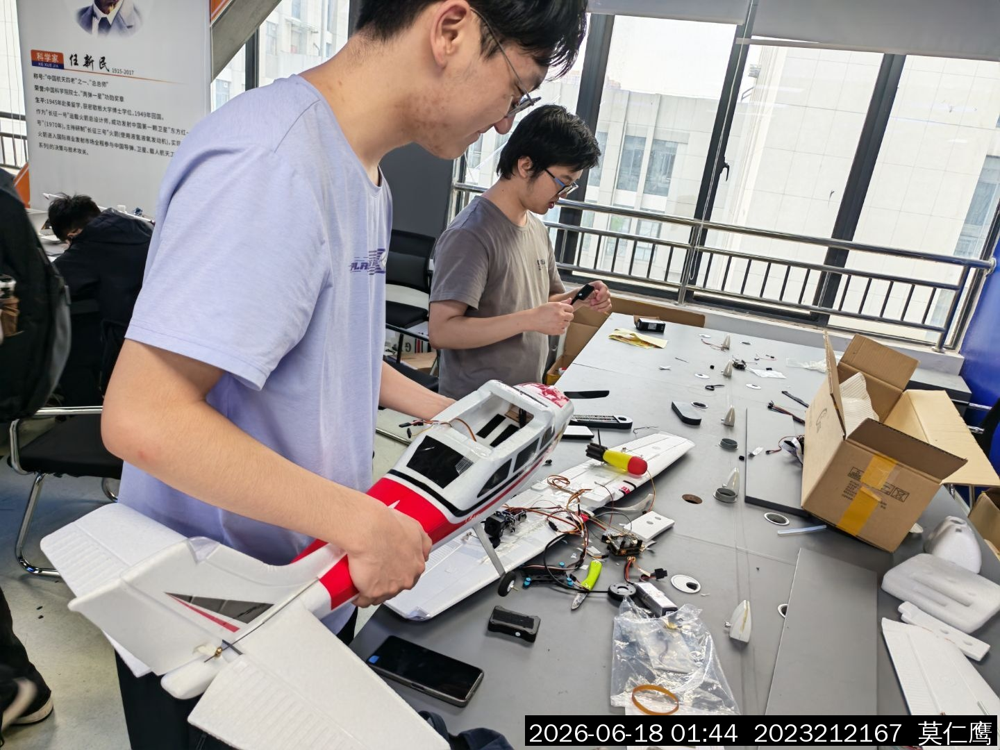 科学家
KE XUE JIA
任新民
1915-2017
称号:"中国航天四老"之一、"总总师"
荣誉:中国科学院院士、"两弹一星"功勋奖章
生平:1945年赴美留学,获密歇根大学博士学位,1949年回国。
作为"长征一号"运载火箭总设计师,成功发射中国第一颗卫星"东方红一
号"(1970年),主持研制"长征三号"火箭(使用液氢液氧发动机),实现
火箭进入国际商业发射市场全程参与中国导弹、卫星、载人航天工
系列)的决策与技术攻关。
2026-06-18 01:44 2023212167 莫仁鹰